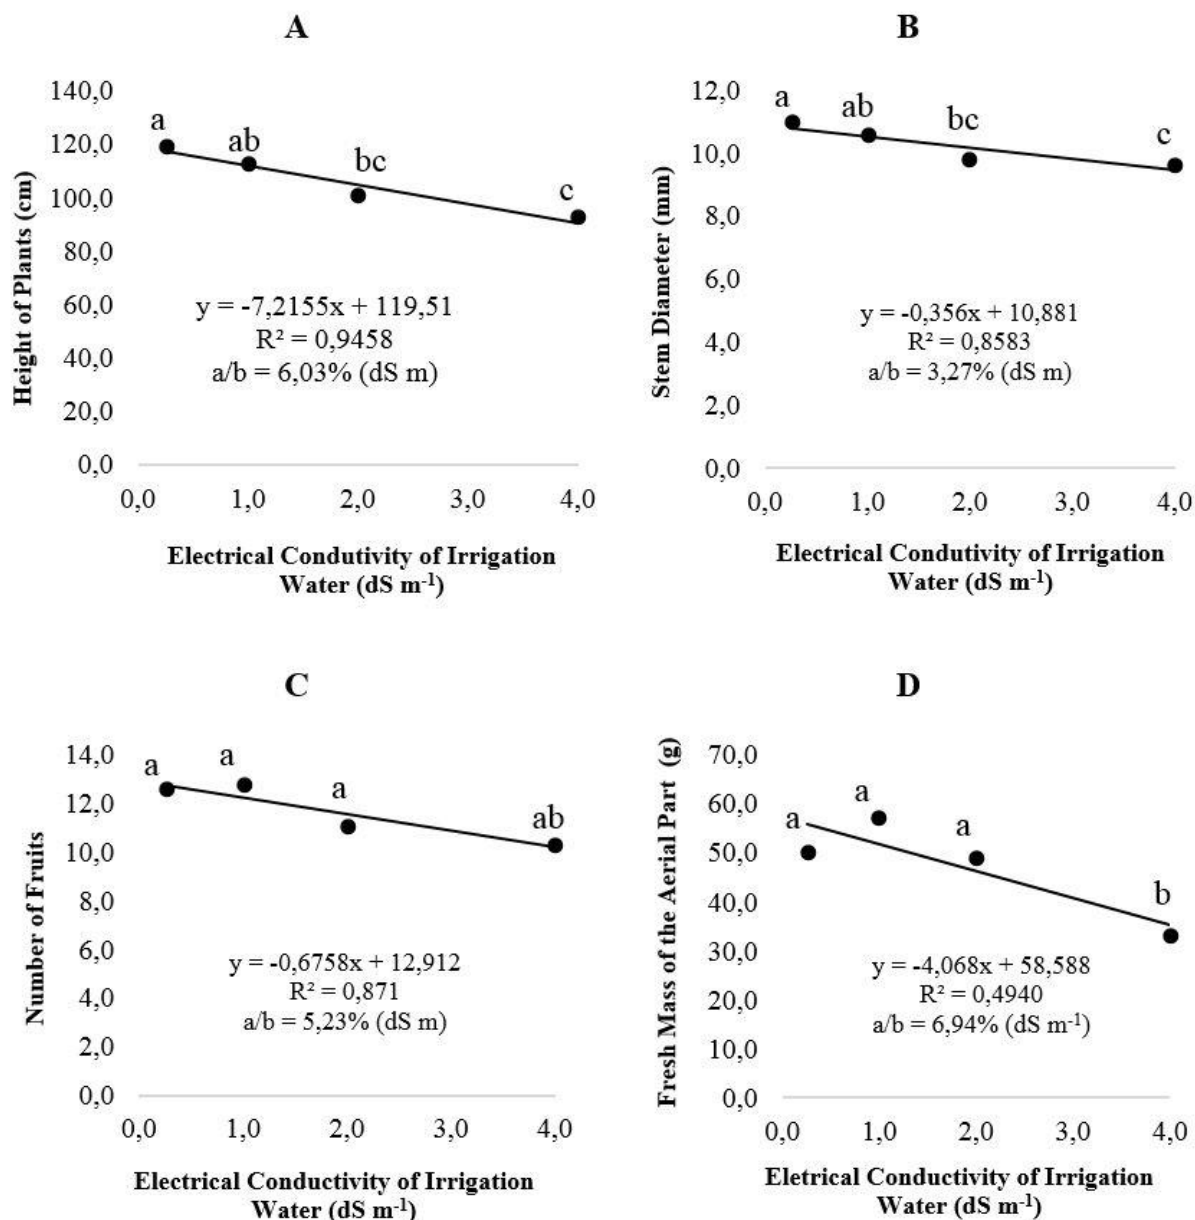 A
140,0
120,0
100,0
80,0
60,0
40,0
20,0
0,0
Height of Plants (cm)
a
ab
bc
c
y = -7,2155x + 119,51
R² = 0,9458
a/b = 6,03% (dS m)
0,0 1,0 2,0 3,0 4,0
Electrical Condutivity of Irrigation
Water (dS m⁻¹)
B
12,0
10,0
8,0
6,0
4,0
2,0
0,0
Stem Diameter (mm)
a
ab
bc
c
y = -0,356x + 10,881
R² = 0,8583
a/b = 3,27% (dS m)
0,0 1,0 2,0 3,0 4,0
Eletrical Conductivity of Irrigation
Water (dS m⁻¹)
C
14,0
12,0
10,0
8,0
6,0
4,0
2,0
0,0
Number of Fruits
a
a
a
ab
y = -0,6758x + 12,912
R² = 0,871
a/b = 5,23% (dS m)
0,0 1,0 2,0 3,0 4,0
Electrical Conductivity of Irrigation
Water (dS m⁻¹)
D
70,0
60,0
50,0
40,0
30,0
20,0
10,0
0,0
Fresh Mass of the Aerial Part (g)
a
a
a
b
y = -4,068x + 58,588
R² = 0,4940
a/b = 6,94% (dS m⁻¹)
0,0 1,0 2,0 3,0 4,0
Eletrical Conductivity of Irrigation
Water (dS m⁻¹)